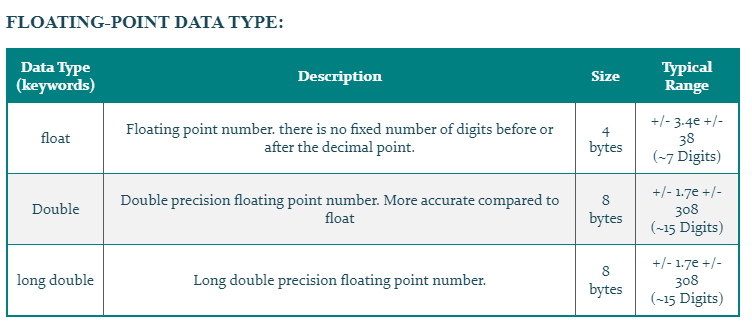 FLOATING-POINT DATA TYPE:
Data Type
(keywords)
Description
Size
Typical
Range
float
Floating point number. there is no fixed number of digits before or
after the decimal point.
4
bytes
+/- 3.4e +/-
38
(~7 Digits)
Double
Double precision floating point number. More accurate compared to
float
8
bytes
+/- 1.7e +/-
308
(~15 Digits)
long double
Long double precision floating point number.
8
bytes
+/- 1.7e +/-
308
(~15 Digits)